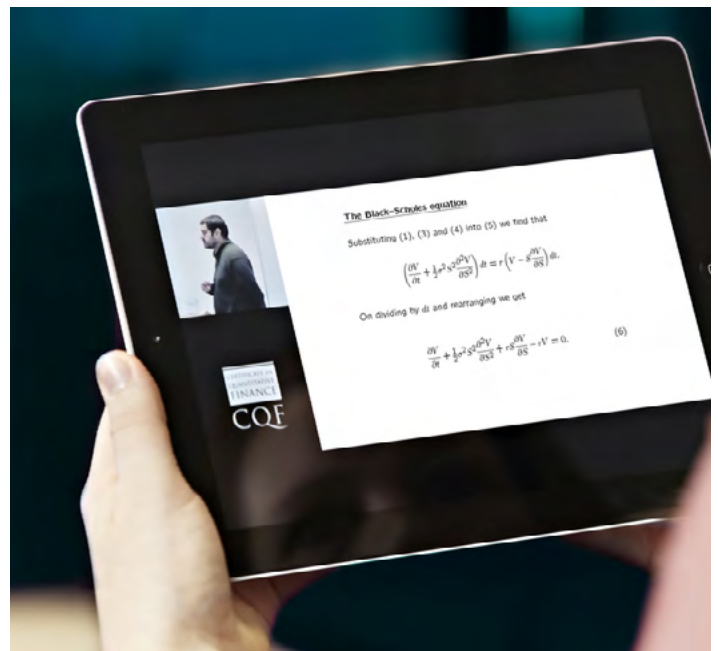 The Black–Scholes equation
Substituting (1), (3) and (4) into (5) we find that
(∂V/∂t + ½σ²S² ∂²V/∂S²) dt = r (V − S ∂V/∂S) dt.
On dividing by dt and rearranging we get
∂V/∂t + ½σ²S² ∂²V/∂S² + rS ∂V/∂S − rV = 0. (6)
CERTIFICATE IN
QUANTITATIVE
FINANCE
CQF